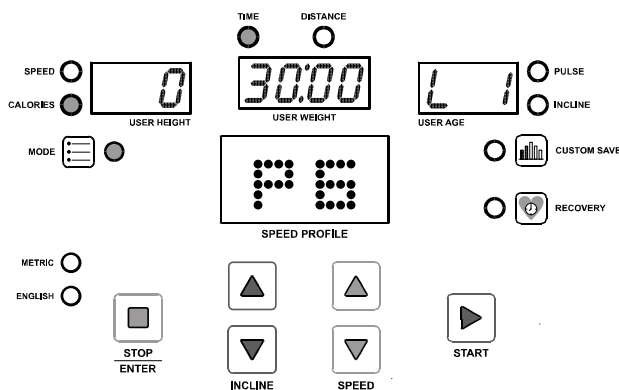 TIME DISTANCE
SPEED
CALORIES
0
USER HEIGHT
30:00
USER WEIGHT
L 1
USER AGE
PULSE
INCLINE
MODE
CUSTOM SAVE
P6
SPEED PROFILE
RECOVERY
METRIC
ENGLISH
STOP
ENTER
INCLINE
SPEED
START